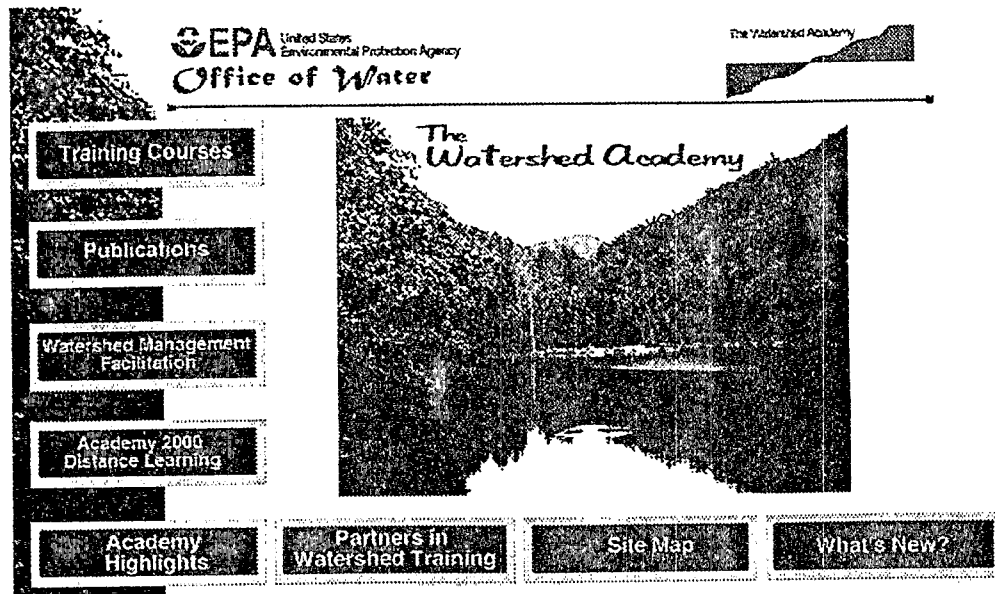 EPA United States
Environmental Protection Agency
Office of Water
The Watershed Academy
The
Watershed Academy
Training Courses
Publications
Watershed Management
Facilitation
Academy 2000
Distance Learning
Academy
Highlights
Partners in
Watershed Training
Site Map
What's New?